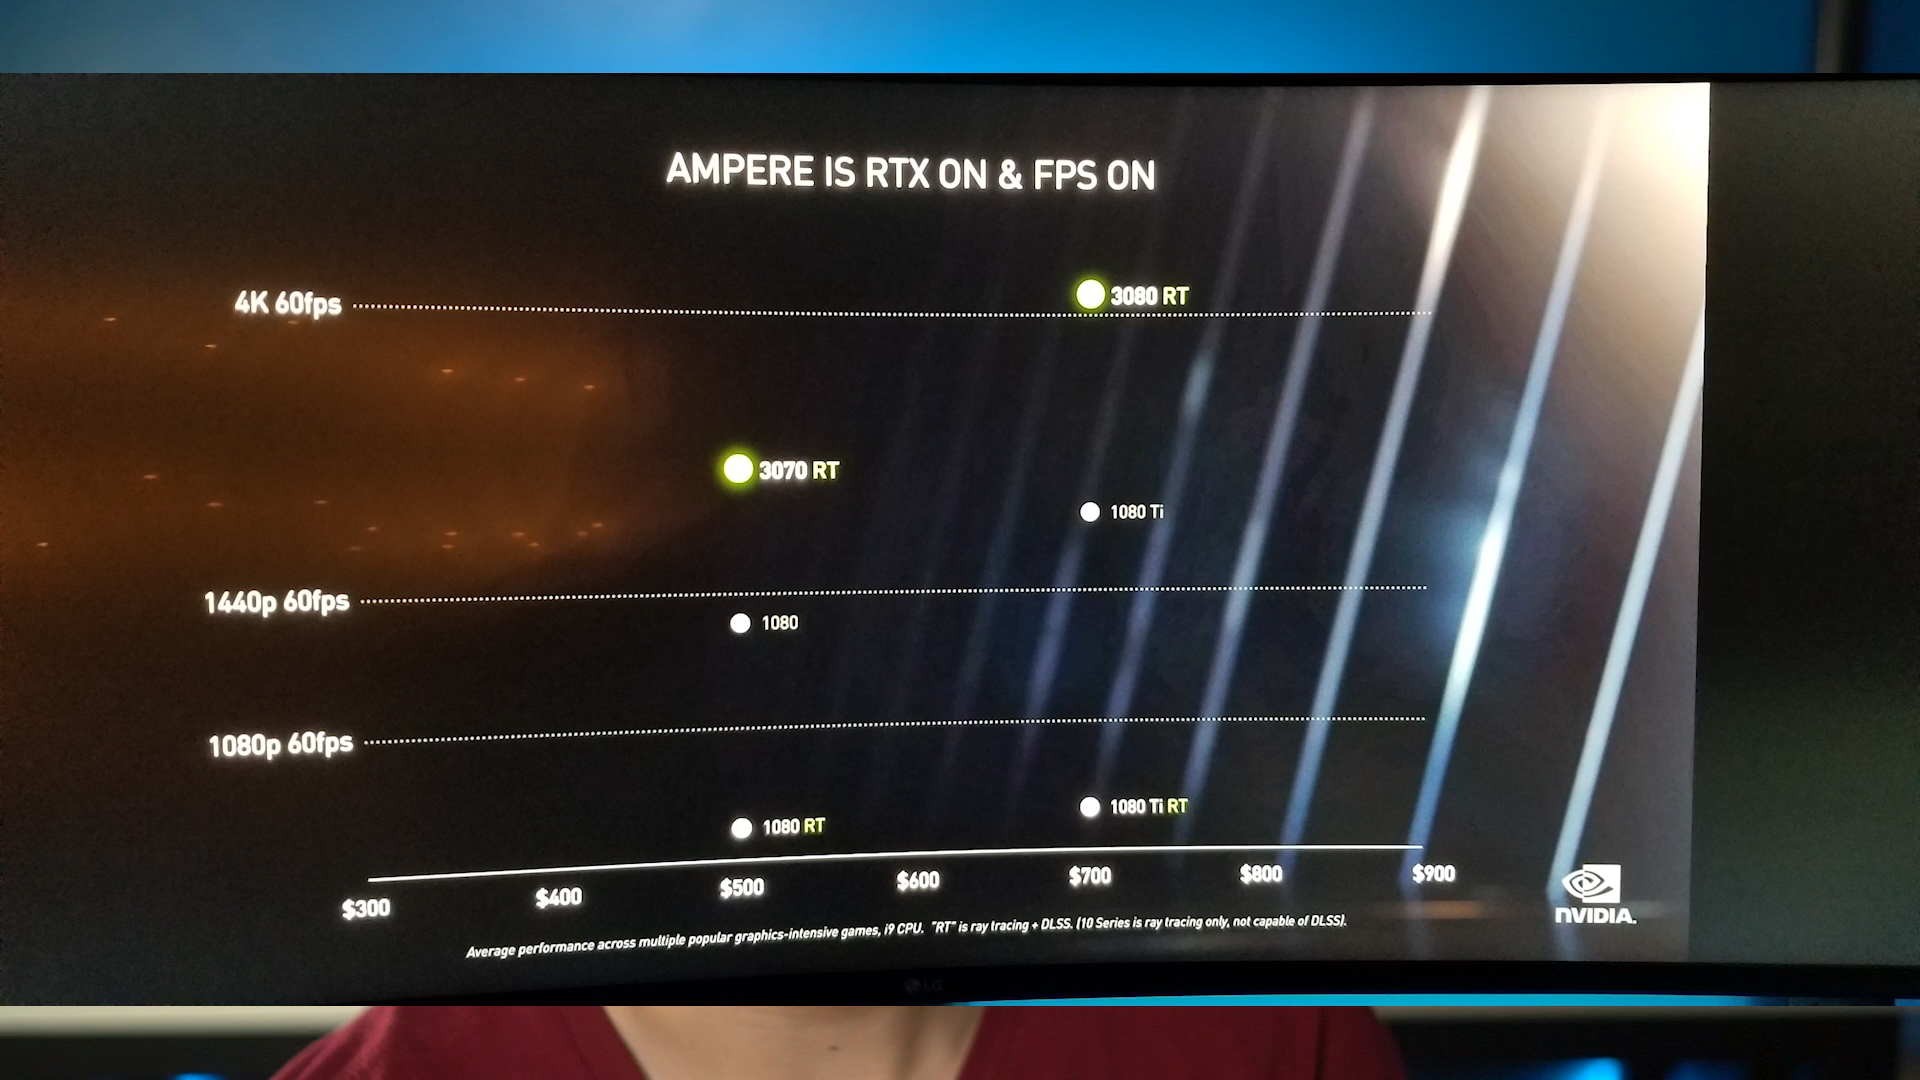 AMPERE IS RTX ON & FPS ON
4K 60fps
3080 RT
3070 RT
1080 Ti
1440p 60fps
1080
1080p 60fps
1080 Ti RT
1080 RT
$300 $400 $500 $600 $700 $800 $900
Average performance across multiple popular graphics-intensive games, i9 CPU. "RT" is ray tracing + DLSS. (10 Series is ray tracing only, not capable of DLSS).
NVIDIA.
LG